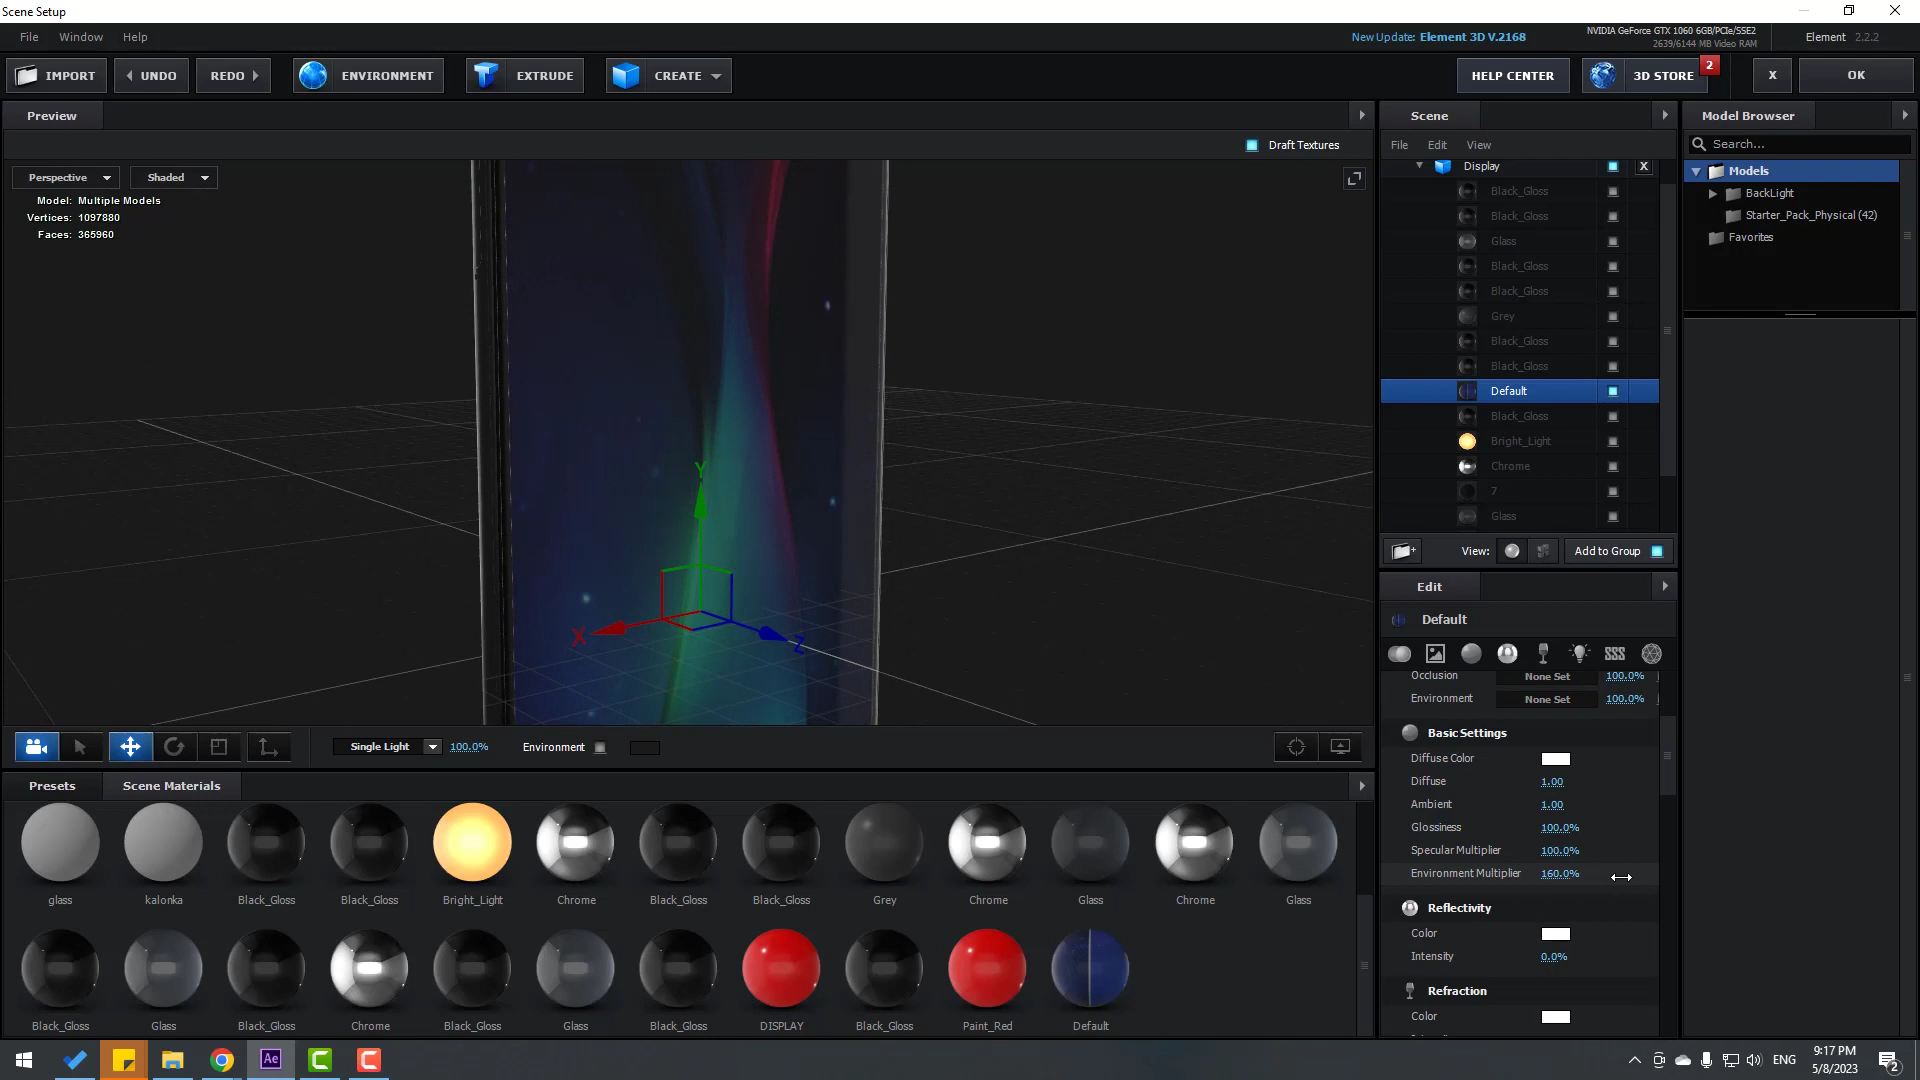 Scene Setup
File Window Help
New Update: Element 3D V.2168
NVIDIA GeForce GTX 1060 6GB/PCIe/SSE2
2639/6144 MB Video RAM
Element 2.2.2
IMPORT UNDO REDO ENVIRONMENT EXTRUDE CREATE HELP CENTER 3D STORE 2 X OK
Preview
Draft Textures
Perspective Shaded
Model: Multiple Models
Vertices: 1097880
Faces: 365960
Y
X
Z
Single Light 100.0% Environment
Presets Scene Materials
glass kalonka Black_Gloss Black_Gloss Bright_Light Chrome Black_Gloss Black_Gloss Grey Chrome Glass Chrome Glass
Black_Gloss Glass Black_Gloss Chrome Black_Gloss Glass Black_Gloss DISPLAY Black_Gloss Paint_Red Default
Scene
File Edit View
Display X
Black_Gloss
Black_Gloss
Glass
Black_Gloss
Black_Gloss
Grey
Black_Gloss
Black_Gloss
Default
Black_Gloss
Bright_Light
Chrome
7
Glass
View: Add to Group
Edit
Default
Occlusion None Set 100.0%
Environment None Set 100.0%
Basic Settings
Diffuse Color
Diffuse 1.00
Ambient 1.00
Glossiness 100.0%
Specular Multiplier 100.0%
Environment Multiplier 160.0%
Reflectivity
Color
Intensity 0.0%
Refraction
Color
Model Browser
Search...
Models
BackLight
Starter_Pack_Physical (42)
Favorites
Ae
ENG
9:17 PM
5/8/2023
2